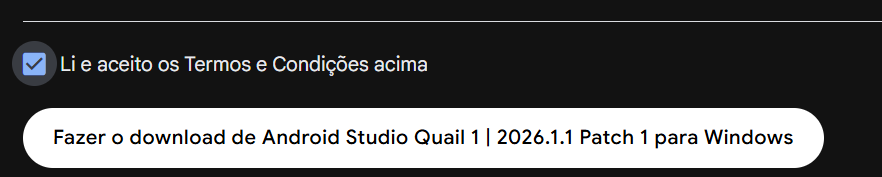 Li e aceito os Termos e Condições acima
Fazer o download de Android Studio Quail 1 | 2026.1.1 Patch 1 para Windows